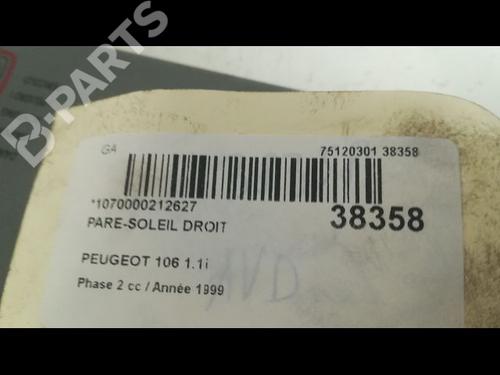 B-PARTS
GA
75120301 38358
*1070000212627
38358
PARE-SOLEIL DROIT
PEUGEOT 106 1.1i
Phase 2 cc / Année 1999
AVD